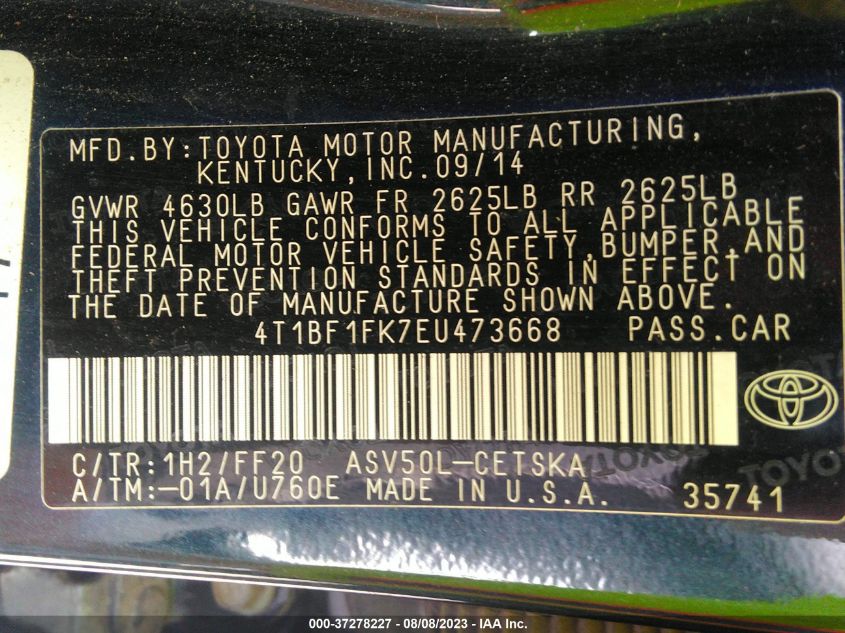 MFD.BY:TOYOTA MOTOR MANUFACTURING,
KENTUCKY,INC.09/14
GVWR 4630LB GAWR FR 2625LB RR 2625LB
THIS VEHICLE CONFORMS TO ALL APPLICABLE
FEDERAL MOTOR VEHICLE SAFETY,BUMPER,AND
THEFT PREVENTION STANDARDS IN EFFECT ON
THE DATE OF MANUFACTURE SHOWN ABOVE.
4T1BF1FK7EU473668 PASS.CAR
C/TR:1H2/FF20 ASV50L-CETSKA
A/TM:-01A/U760E MADE IN U.S.A. 35741
000-37278227 - 08/08/2023 - IAA Inc.